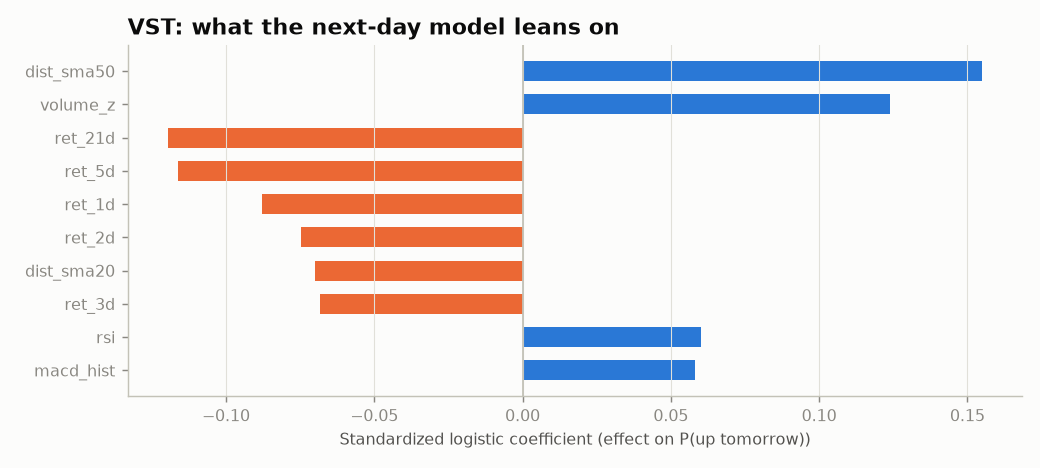 VST: what the next-day model leans on
dist_sma50
volume_z
ret_21d
ret_5d
ret_1d
ret_2d
dist_sma20
ret_3d
rsi
macd_hist
−0.10 −0.05 0.00 0.05 0.10 0.15
Standardized logistic coefficient (effect on P(up tomorrow))